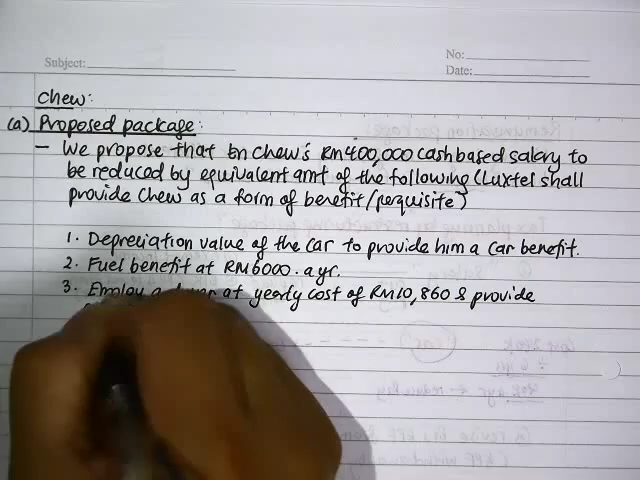 No:
Subject:
Date:
Chew:
(a) Proposed package:
- We propose that En Chew's RM400,000 cash based salary to
be reduced by equivalent amt of the following (Luxtel shall
provide Chew as a form of benefit/perquisite)
1. Depreciation value of the car to provide him a car benefit.
2. Fuel benefit at RM6000. a yr.
3. Employ a at yearly cost of RM10,860 & provide